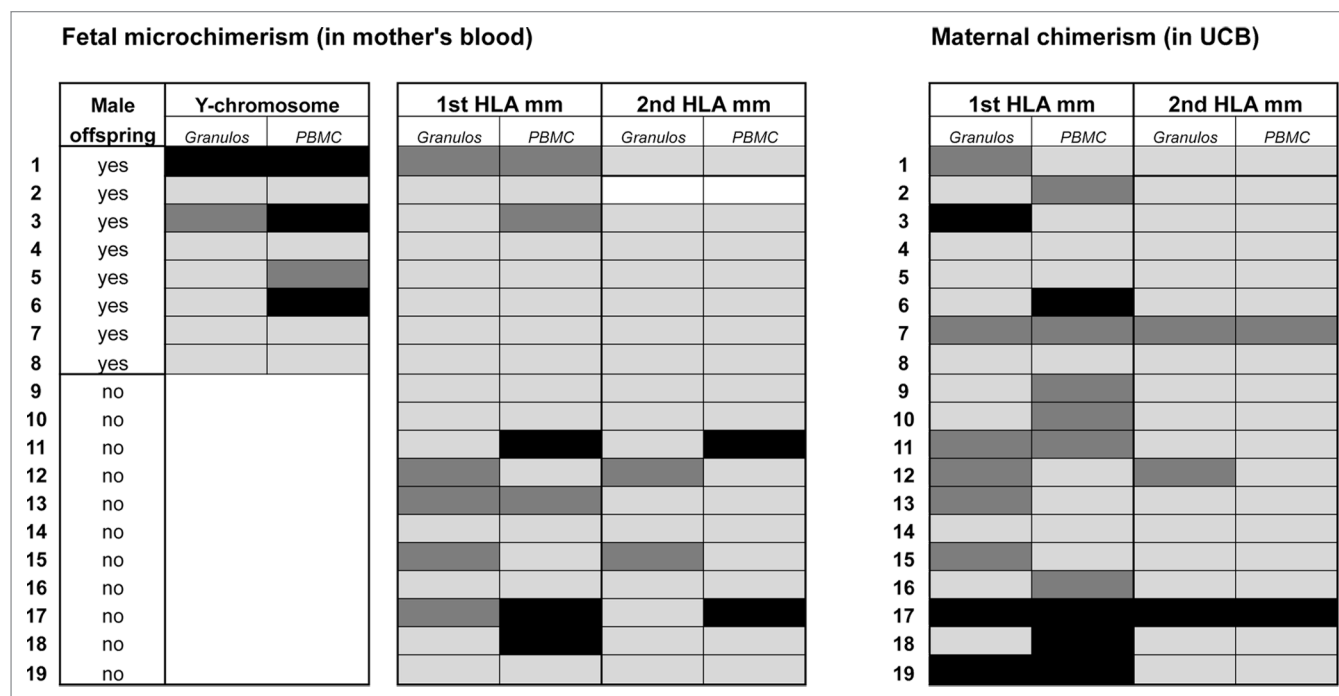 Fetal microchimerism (in mother's blood) Maternal chimerism (in UCB)
Male Y-chromosome 1st HLA mm 2nd HLA mm 1st HLA mm 2nd HLA mm
offspring Granulos PBMC Granulos PBMC Granulos PBMC Granulos PBMC Granulos PBMC
1 yes 1
2 yes 2
3 yes 3
4 yes 4
5 yes 5
6 yes 6
7 yes 7
8 yes 8
9 no 9
10 no 10
11 no 11
12 no 12
13 no 13
14 no 14
15 no 15
16 no 16
17 no 17
18 no 18
19 no 19